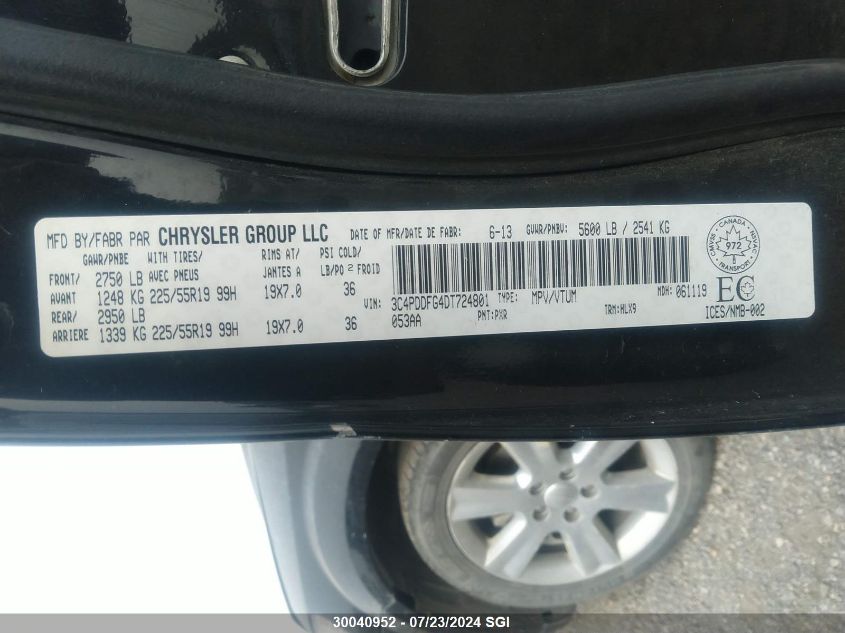 MFD BY/FABR PAR CHRYSLER GROUP LLC DATE OF MFR/DATE DE FABR: 6-13 GVWR/PNBV: 5600 LB / 2541 KG
GAWR/PNBE WITH TIRES/ RIMS AT/ PSI COLD/
FRONT/ 2750 LB AVEC PNEUS JANTES A LB/PO 2 FROID
AVANT 1248 KG 225/55R19 99H 19X7.0 36
REAR/ 2950 LB
ARRIERE 1339 KG 225/55R19 99H 19X7.0 36
VIN: 3C4PDDFG4DT724801 TYPE: MPV/VTUM MDH: 061119
053AA PNT:PXR TRM:HLX9
CANADA
CMVSS NSVAC
972
TRANSPORT
EC
ICES/NMB-002
30040952 - 07/23/2024 SGI